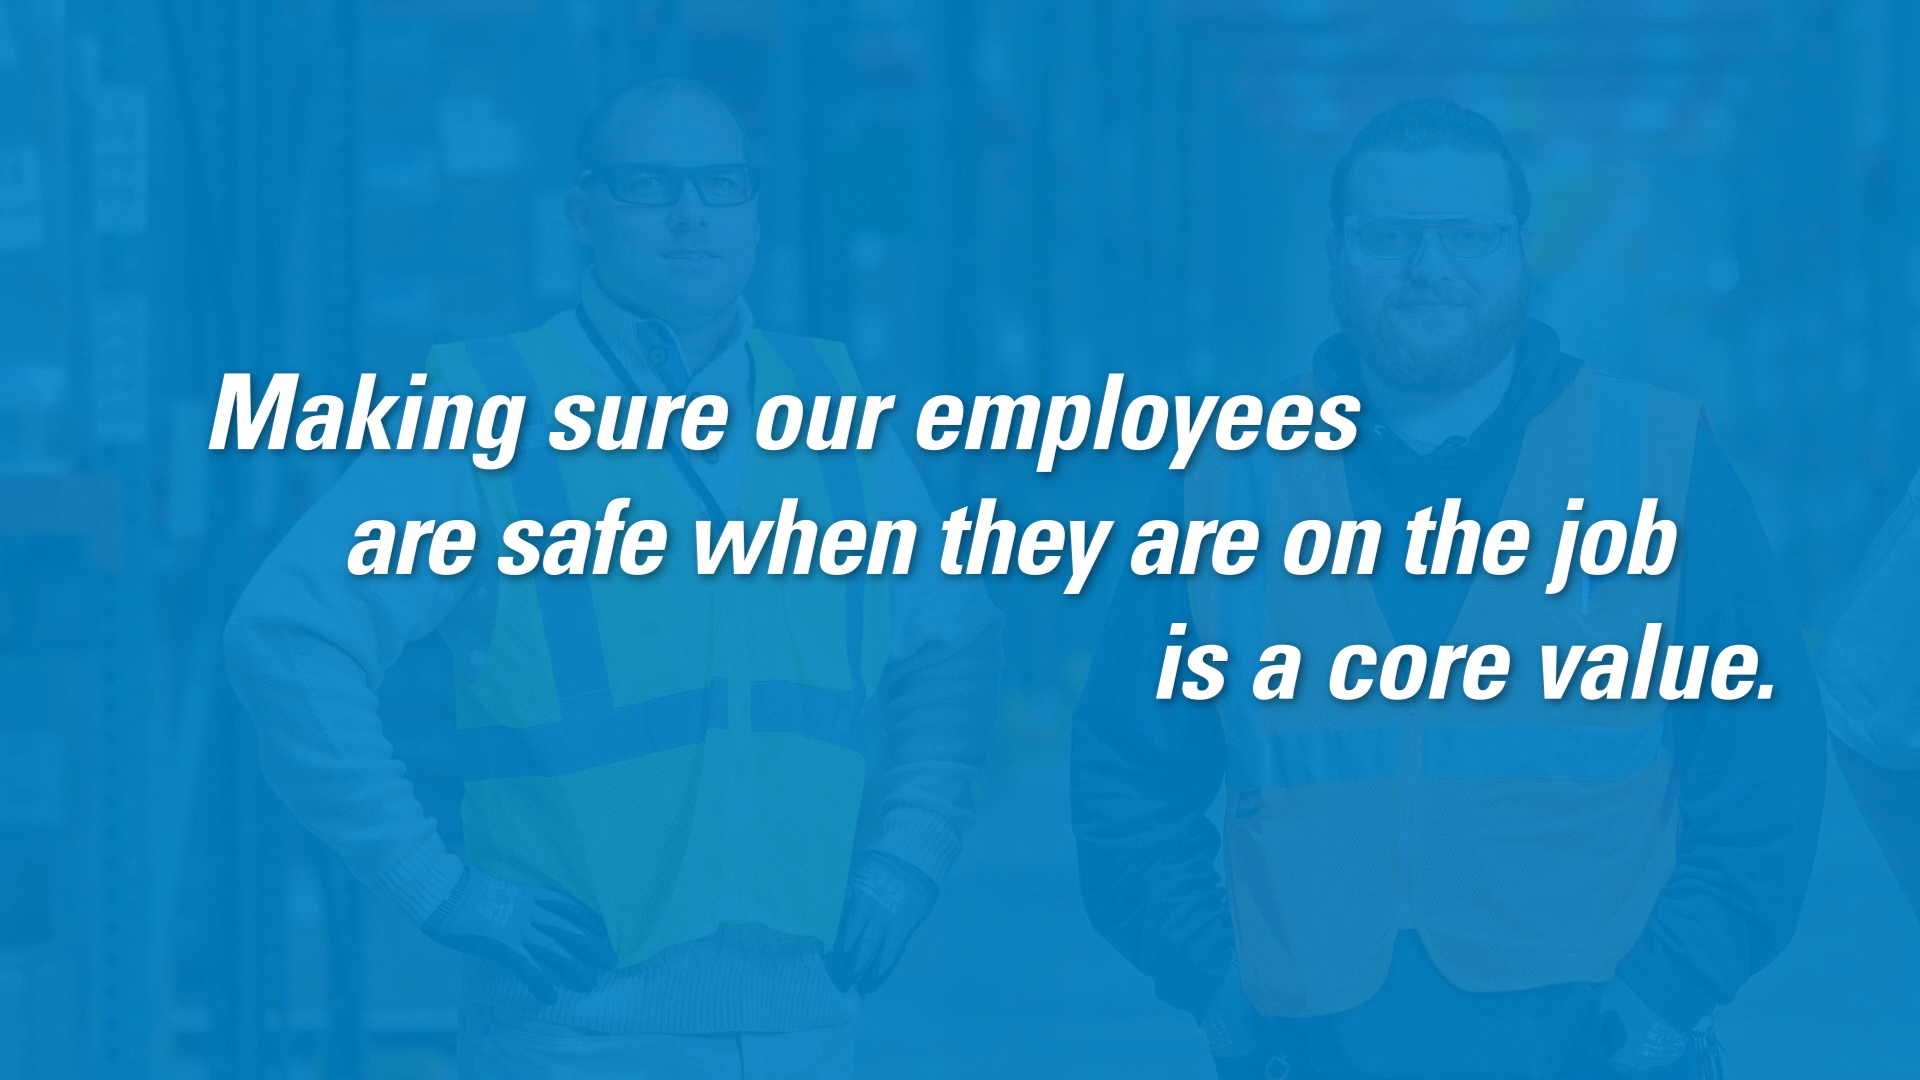 Making sure our employees
are safe when they are on the job
is a core value.